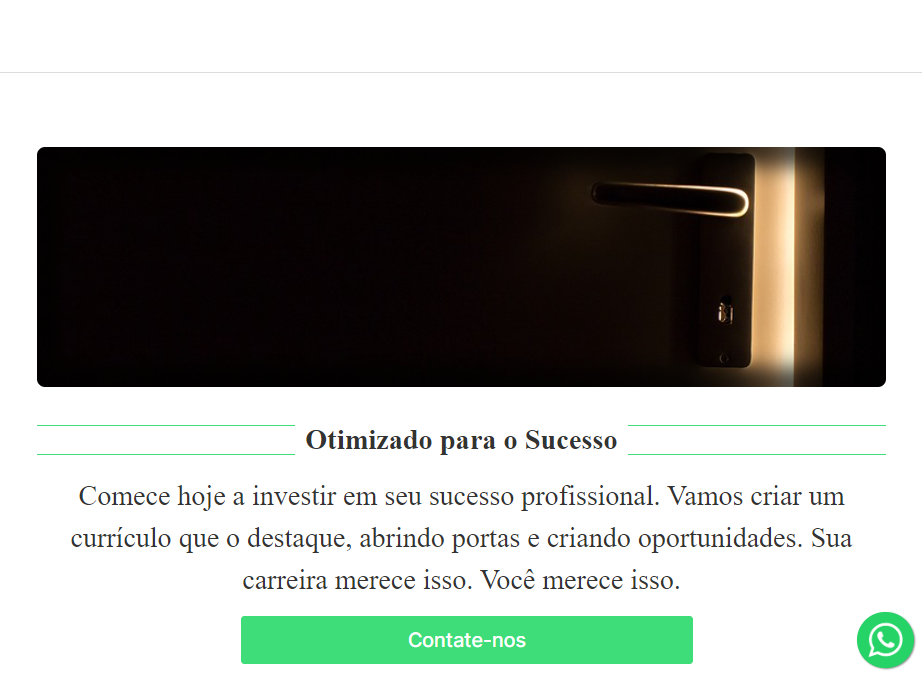 Otimizado para o Sucesso
Comece hoje a investir em seu sucesso profissional. Vamos criar um
currículo que o destaque, abrindo portas e criando oportunidades. Sua
carreira merece isso. Você merece isso.
Contate-nos